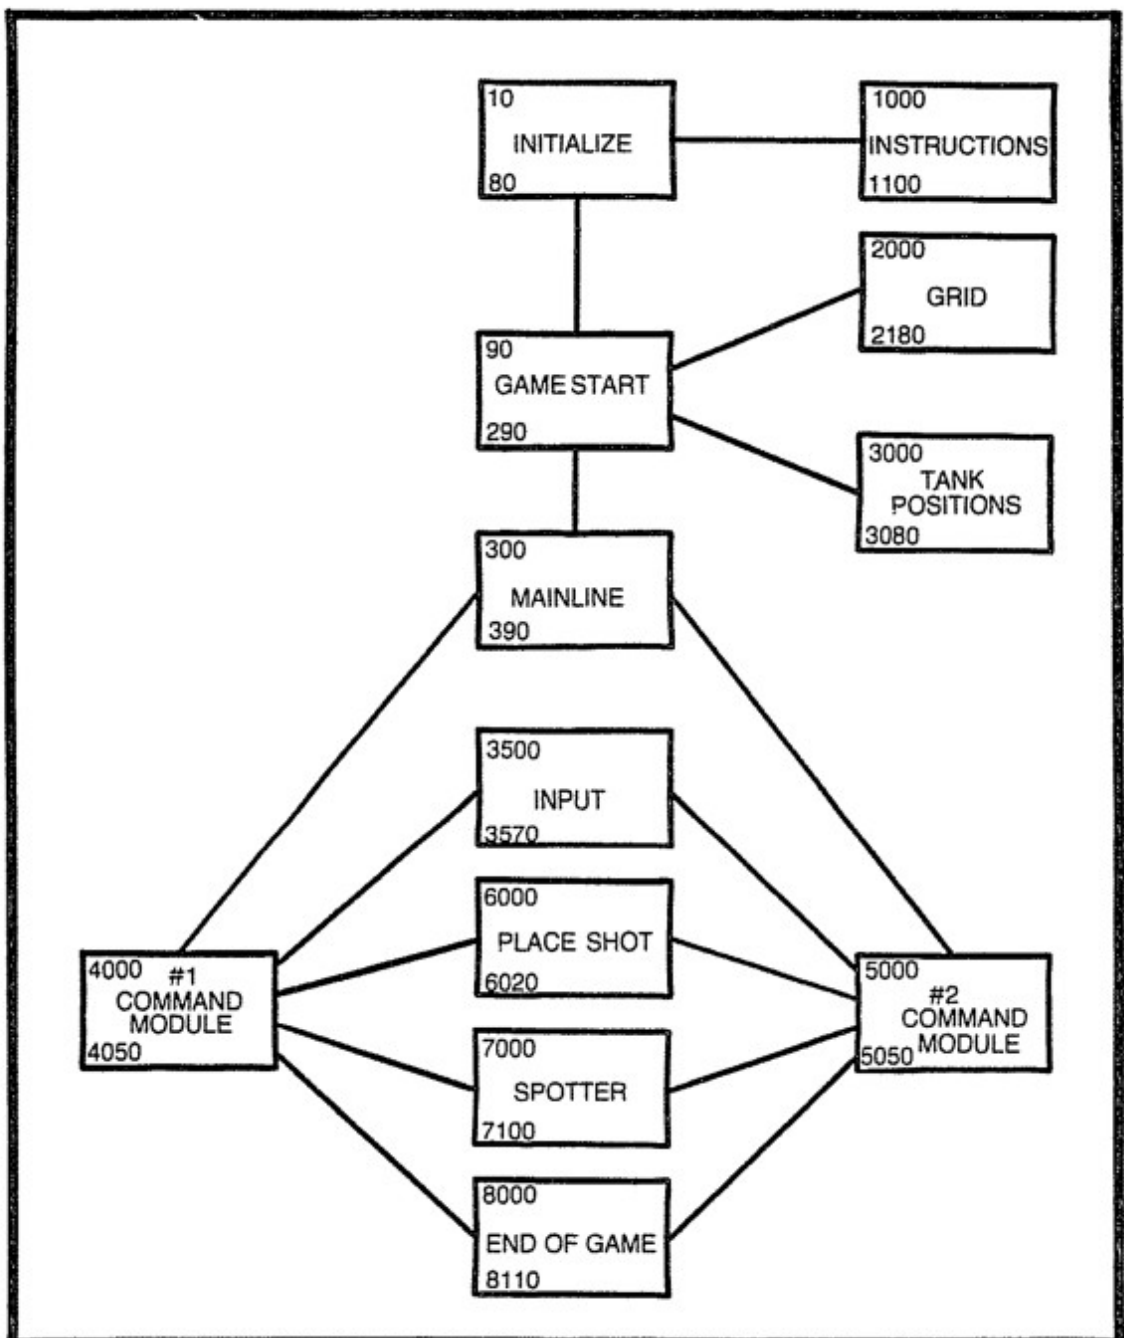 10
INITIALIZE
80
1000
INSTRUCTIONS
1100
2000
GRID
2180
90
GAME START
290
3000
TANK
POSITIONS
3080
300
MAINLINE
390
3500
INPUT
3570
6000
PLACE SHOT
6020
4000
#1
COMMAND
MODULE
4050
5000
#2
COMMAND
MODULE
5050
7000
SPOTTER
7100
8000
END OF GAME
8110